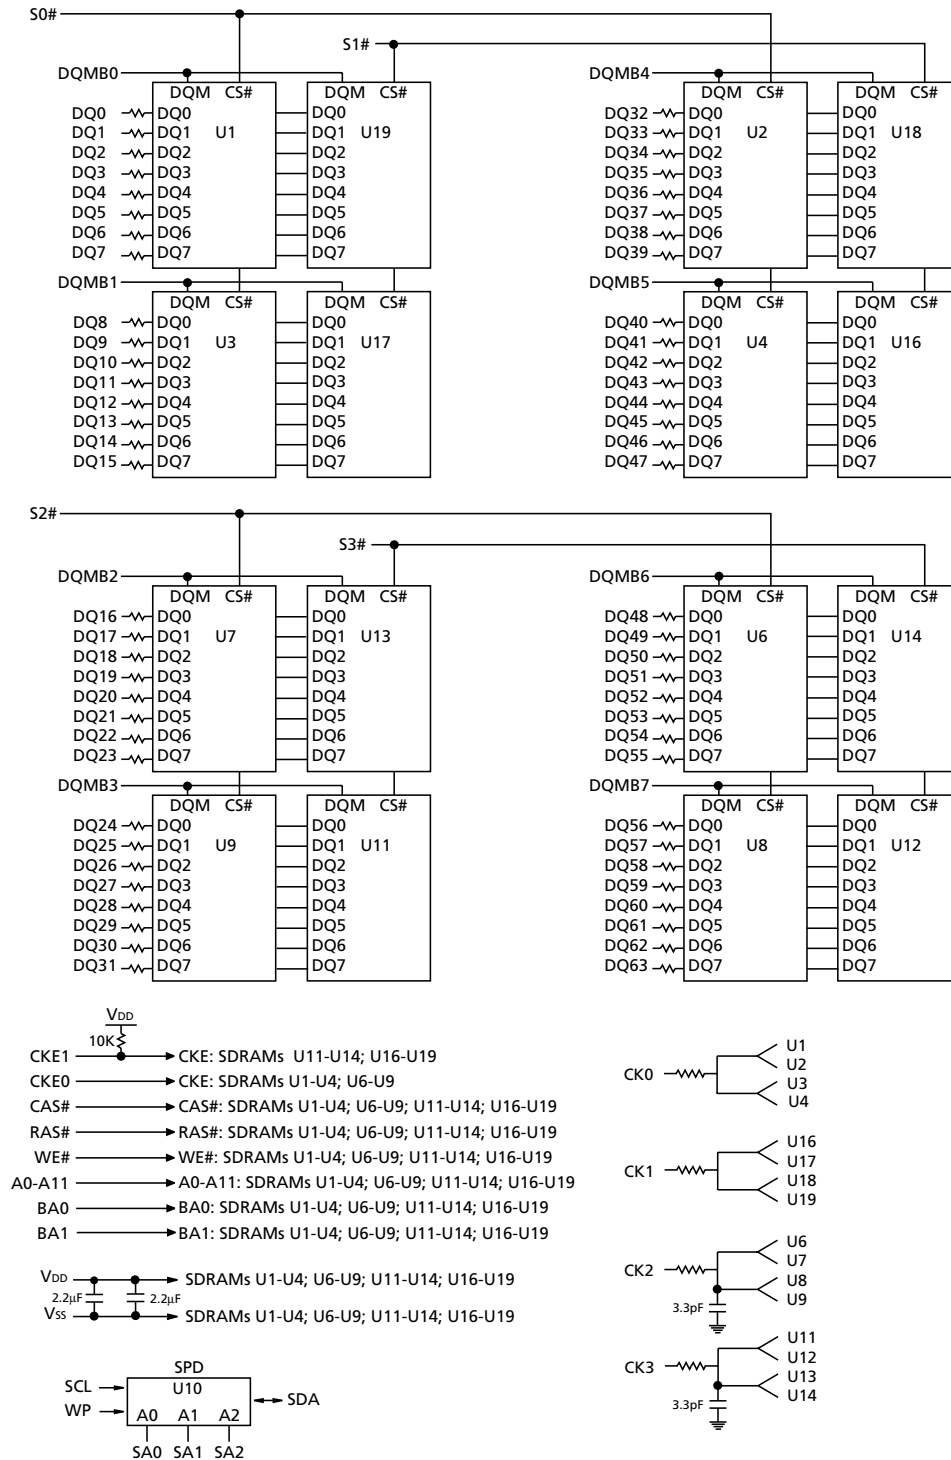 S0#
S1#
DQMB0
DQM CS#
DQM CS#
DQ0 DQ0 DQ0
DQ1 DQ1 U1 DQ1 U19
DQ2 DQ2 DQ2
DQ3 DQ3 DQ3
DQ4 DQ4 DQ4
DQ5 DQ5 DQ5
DQ6 DQ6 DQ6
DQ7 DQ7 DQ7
DQMB4
DQM CS#
DQM CS#
DQ32 DQ0 DQ0
DQ33 DQ1 U2 DQ1 U18
DQ34 DQ2 DQ2
DQ35 DQ3 DQ3
DQ36 DQ4 DQ4
DQ37 DQ5 DQ5
DQ38 DQ6 DQ6
DQ39 DQ7 DQ7
DQMB1
DQM CS#
DQM CS#
DQ8 DQ0 DQ0
DQ9 DQ1 U3 DQ1 U17
DQ10 DQ2 DQ2
DQ11 DQ3 DQ3
DQ12 DQ4 DQ4
DQ13 DQ5 DQ5
DQ14 DQ6 DQ6
DQ15 DQ7 DQ7
DQMB5
DQM CS#
DQM CS#
DQ40 DQ0 DQ0
DQ41 DQ1 U4 DQ1 U16
DQ42 DQ2 DQ2
DQ43 DQ3 DQ3
DQ44 DQ4 DQ4
DQ45 DQ5 DQ5
DQ46 DQ6 DQ6
DQ47 DQ7 DQ7
S2#
S3#
DQMB2
DQM CS#
DQM CS#
DQ16 DQ0 DQ0
DQ17 DQ1 U7 DQ1 U13
DQ18 DQ2 DQ2
DQ19 DQ3 DQ3
DQ20 DQ4 DQ4
DQ21 DQ5 DQ5
DQ22 DQ6 DQ6
DQ23 DQ7 DQ7
DQMB6
DQM CS#
DQM CS#
DQ48 DQ0 DQ0
DQ49 DQ1 U6 DQ1 U14
DQ50 DQ2 DQ2
DQ51 DQ3 DQ3
DQ52 DQ4 DQ4
DQ53 DQ5 DQ5
DQ54 DQ6 DQ6
DQ55 DQ7 DQ7
DQMB3
DQM CS#
DQM CS#
DQ24 DQ0 DQ0
DQ25 DQ1 U9 DQ1 U11
DQ26 DQ2 DQ2
DQ27 DQ3 DQ3
DQ28 DQ4 DQ4
DQ29 DQ5 DQ5
DQ30 DQ6 DQ6
DQ31 DQ7 DQ7
DQMB7
DQM CS#
DQM CS#
DQ56 DQ0 DQ0
DQ57 DQ1 U8 DQ1 U12
DQ58 DQ2 DQ2
DQ59 DQ3 DQ3
DQ60 DQ4 DQ4
DQ61 DQ5 DQ5
DQ62 DQ6 DQ6
DQ63 DQ7 DQ7
VDD
10K
CKE1 CKE: SDRAMs U11-U14; U16-U19
CKE0 CKE: SDRAMs U1-U4; U6-U9
CAS# CAS#: SDRAMs U1-U4; U6-U9; U11-U14; U16-U19
RAS# RAS#: SDRAMs U1-U4; U6-U9; U11-U14; U16-U19
WE# WE#: SDRAMs U1-U4; U6-U9; U11-U14; U16-U19
A0-A11 A0-A11: SDRAMs U1-U4; U6-U9; U11-U14; U16-U19
BA0 BA0: SDRAMs U1-U4; U6-U9; U11-U14; U16-U19
BA1 BA1: SDRAMs U1-U4; U6-U9; U11-U14; U16-U19
VDD SDRAMs U1-U4; U6-U9; U11-U14; U16-U19
2.2µF 2.2µF
VSS SDRAMs U1-U4; U6-U9; U11-U14; U16-U19
SPD
SCL U10 SDA
WP A0 A1 A2
SA0 SA1 SA2
U1
U2
CK0
U3
U4
U16
U17
CK1
U18
U19
U6
U7
CK2
U8
U9
3.3pF
U11
U12
CK3
U13
U14
3.3pF